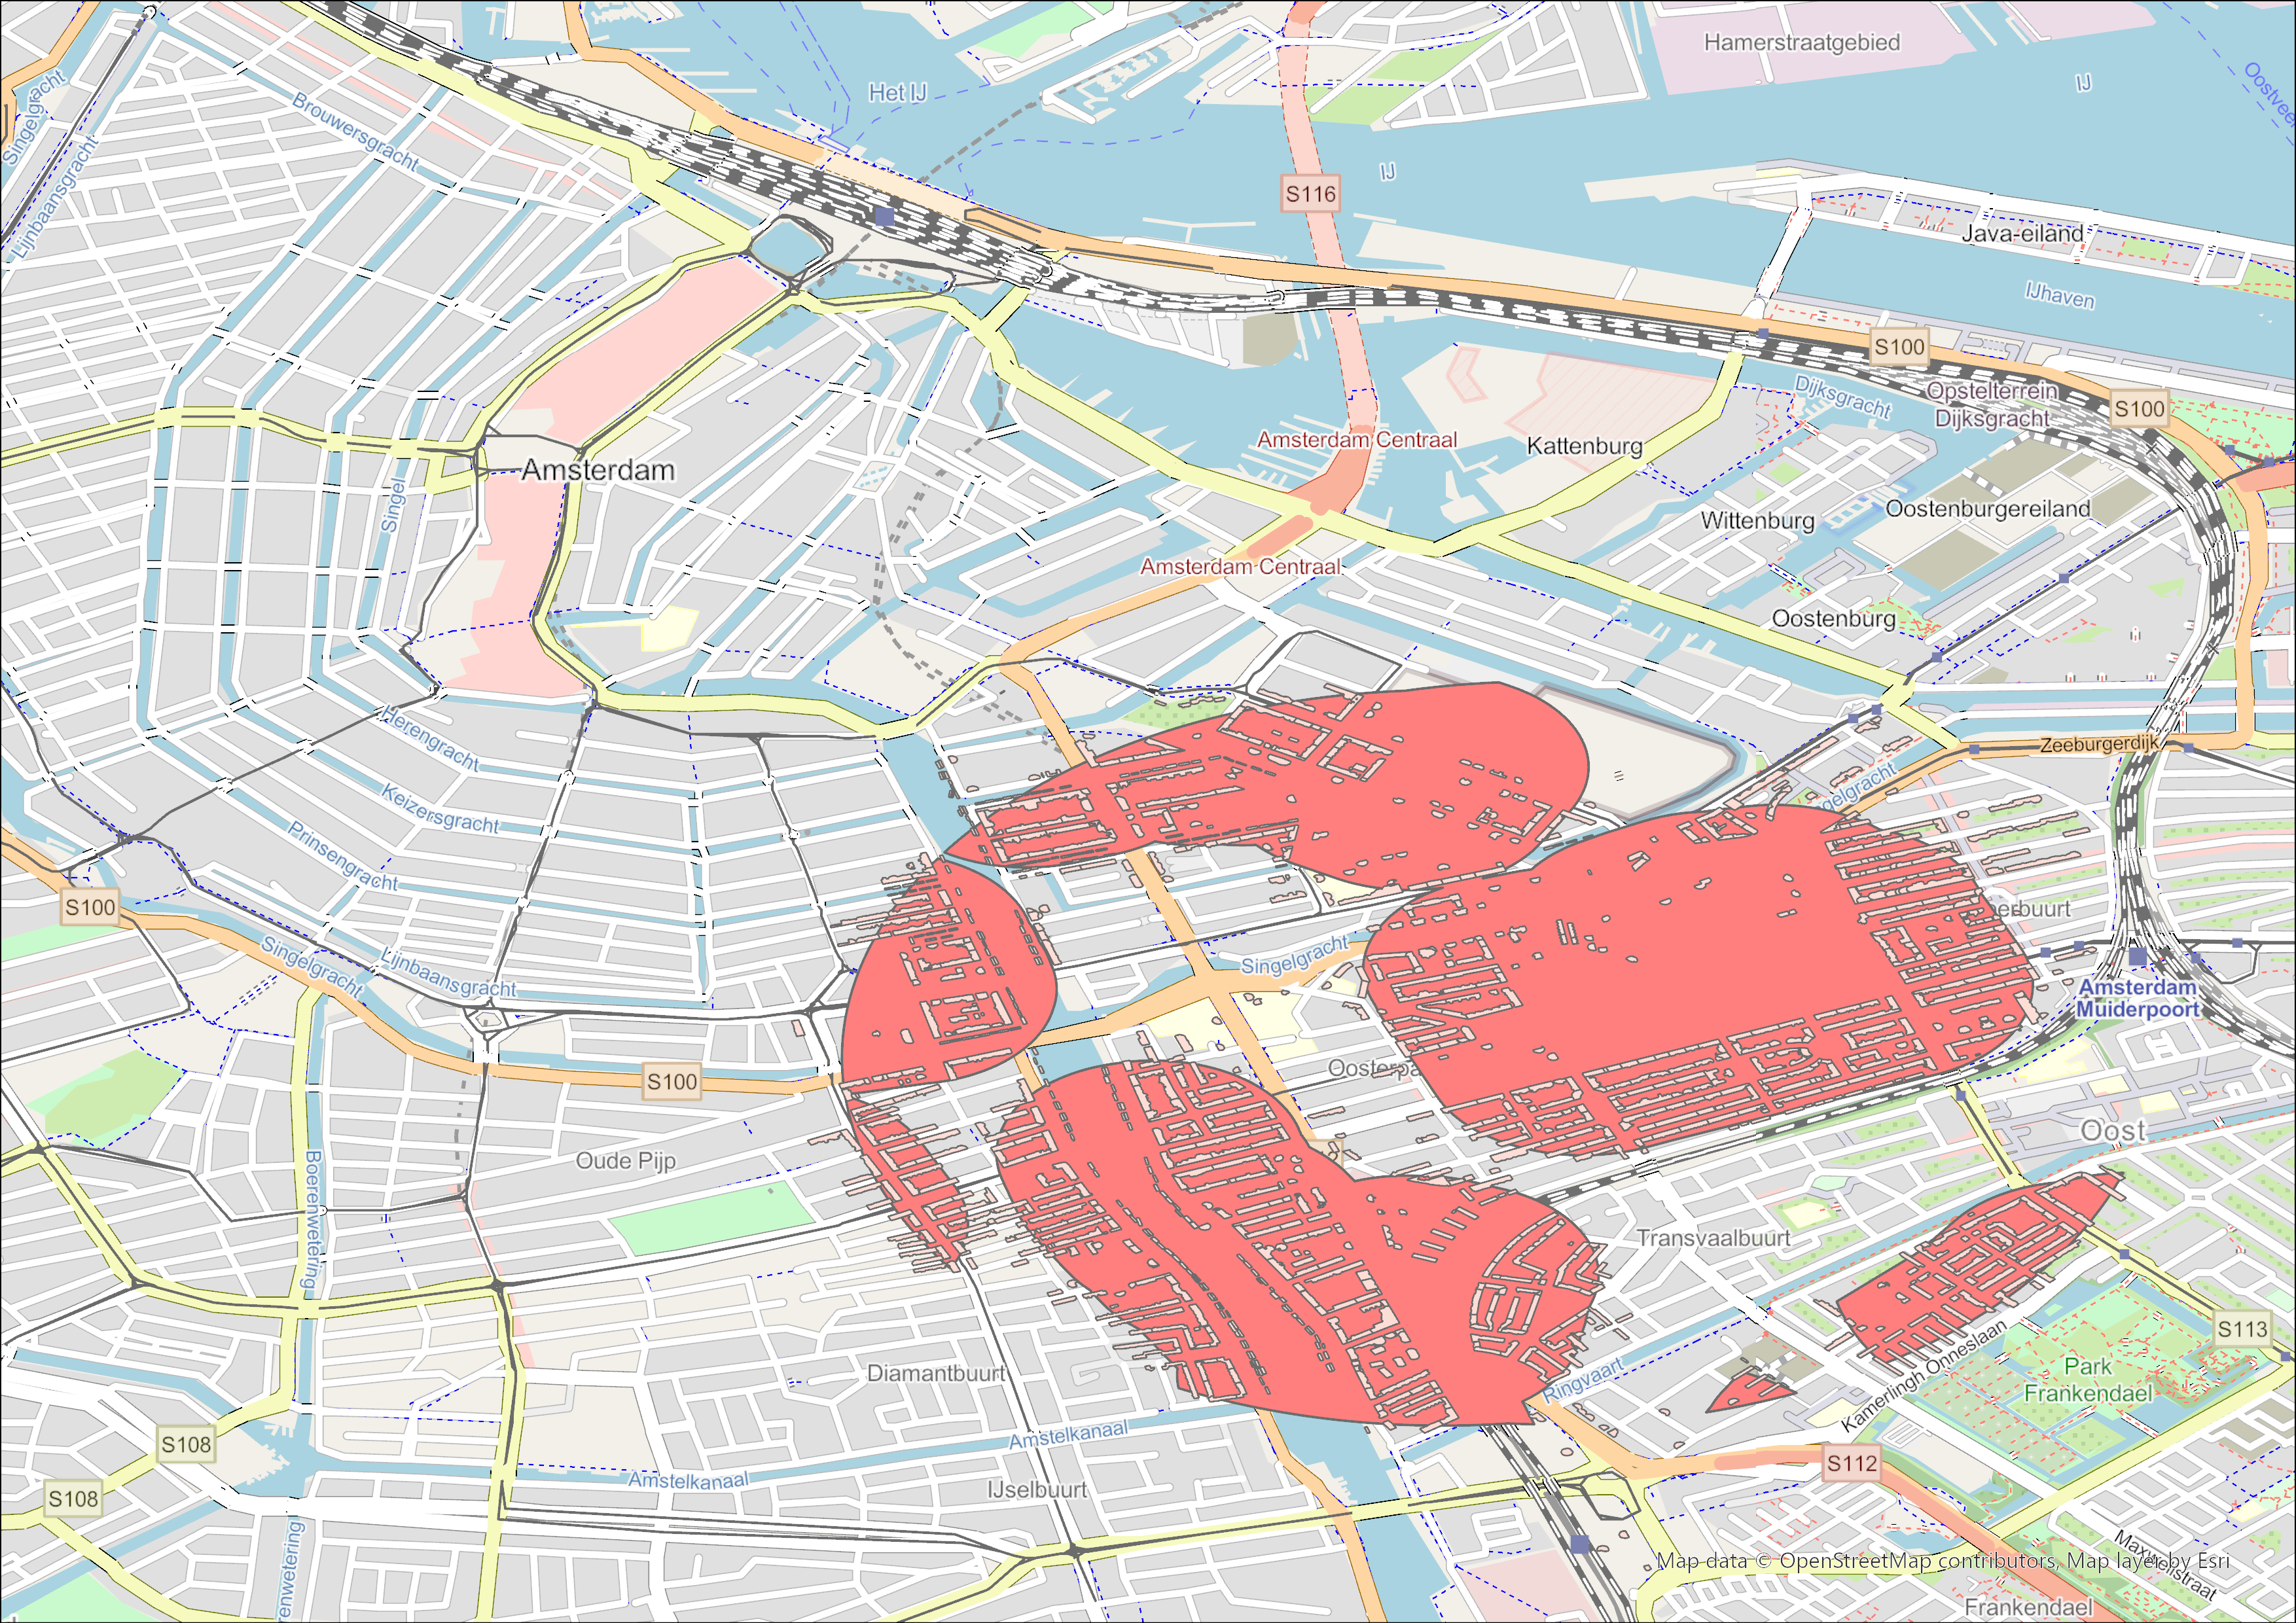 Hamerstraatgebied
Het IJ
IJ
Singelgracht
Brouwersgracht
Lijnbaansgracht
IJ
S116
Java-eiland
IJhaven
S100
Opstelterrein
Dijksgracht
Dijksgracht
S100
Amsterdam Centraal
Kattenburg
Amsterdam
Singel
Wittenburg
Oostenburgereiland
Amsterdam Centraal
Oostenburg
Herengracht
Zeeburgerdijk
Keizersgracht
gelgracht
Prinsengracht
S100
erbuurt
Singelgracht
Lijnbaansgracht
Singelgracht
Amsterdam
Muiderpoort
S100
Oosterpa
Oost
Oude Pijp
Boerenwetering
Transvaalbuurt
S113
Park
Frankendael
Kamerlingh Onneslaan
Diamantbuurt
Ringvaart
Amstelkanaal
S108
S112
Amstelkanaal
IJselbuurt
S108
renwetering
Map data © OpenStreetMap contributors, Map layer by Esri
Frankendael